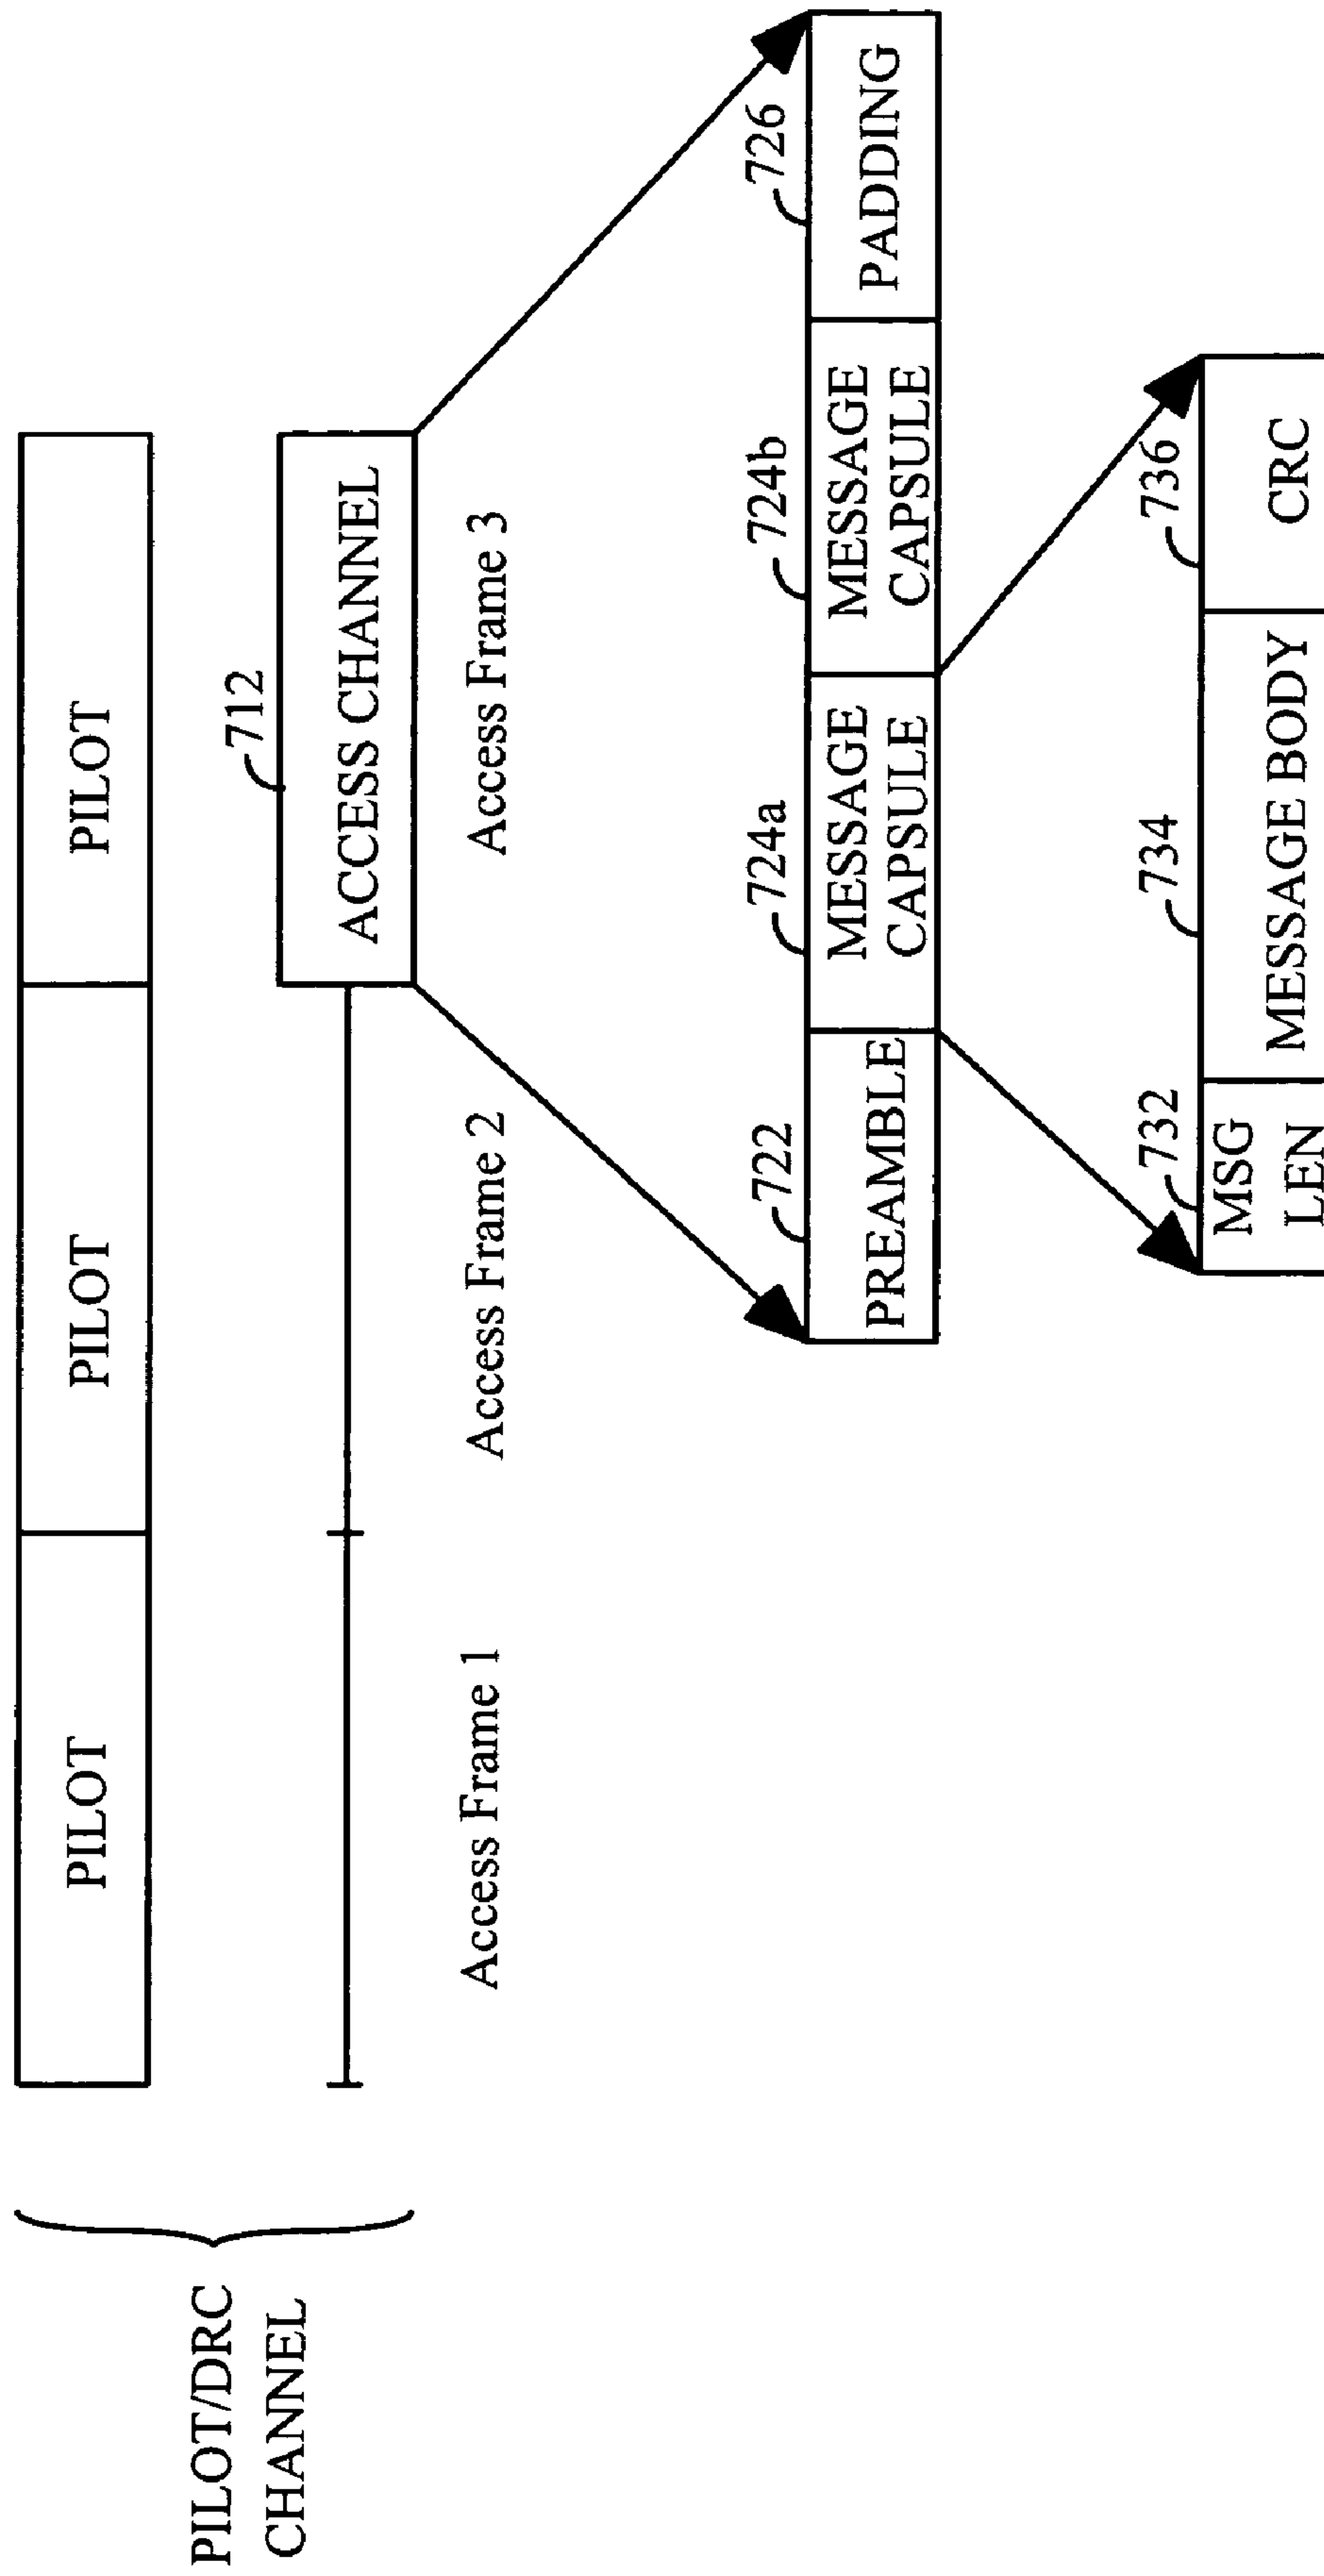 PILOT/DRC
CHANNEL
PILOT
PILOT
PILOT
712
ACCESS CHANNEL
Access Frame 1
Access Frame 2
Access Frame 3
722
724a
724b
726
PREAMBLE
MESSAGE
CAPSULE
MESSAGE
CAPSULE
PADDING
732
734
736
MSG
LEN
MESSAGE BODY
CRC